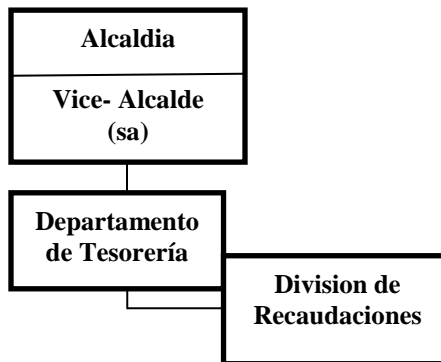 Alcaldia
Vice- Alcalde
(sa)
Departamento
de Tesorería
Division de
Recaudaciones